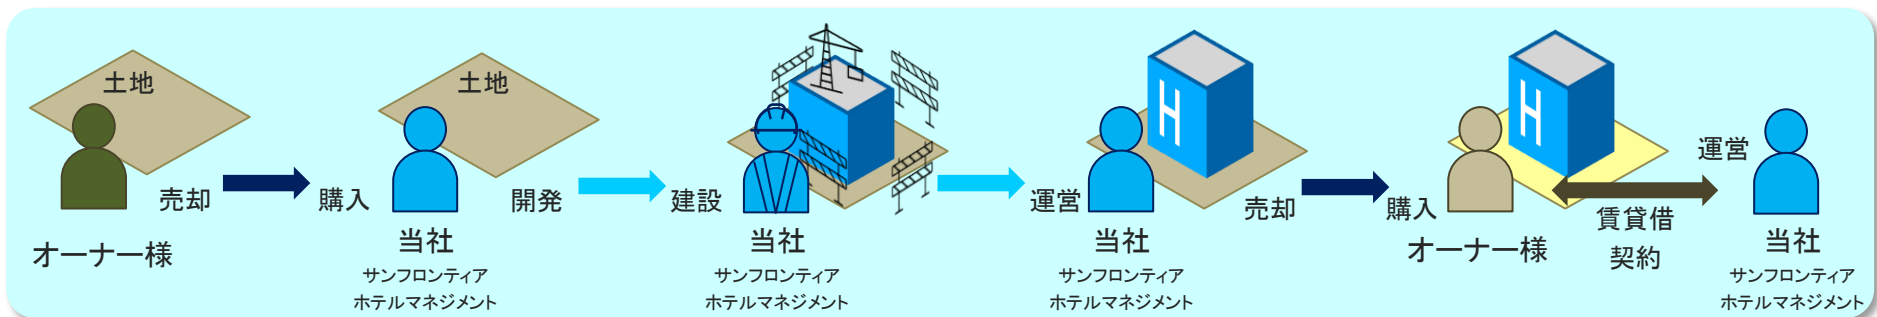 土地
売却
オーナー様
土地
購入
当社
サンフロンティア
ホテルマネジメント
開発
建設
当社
サンフロンティア
ホテルマネジメント
H
運営
当社
サンフロンティア
ホテルマネジメント
売却
H
購入
オーナー様
賃貸借
契約
運営
当社
サンフロンティア
ホテルマネジメント